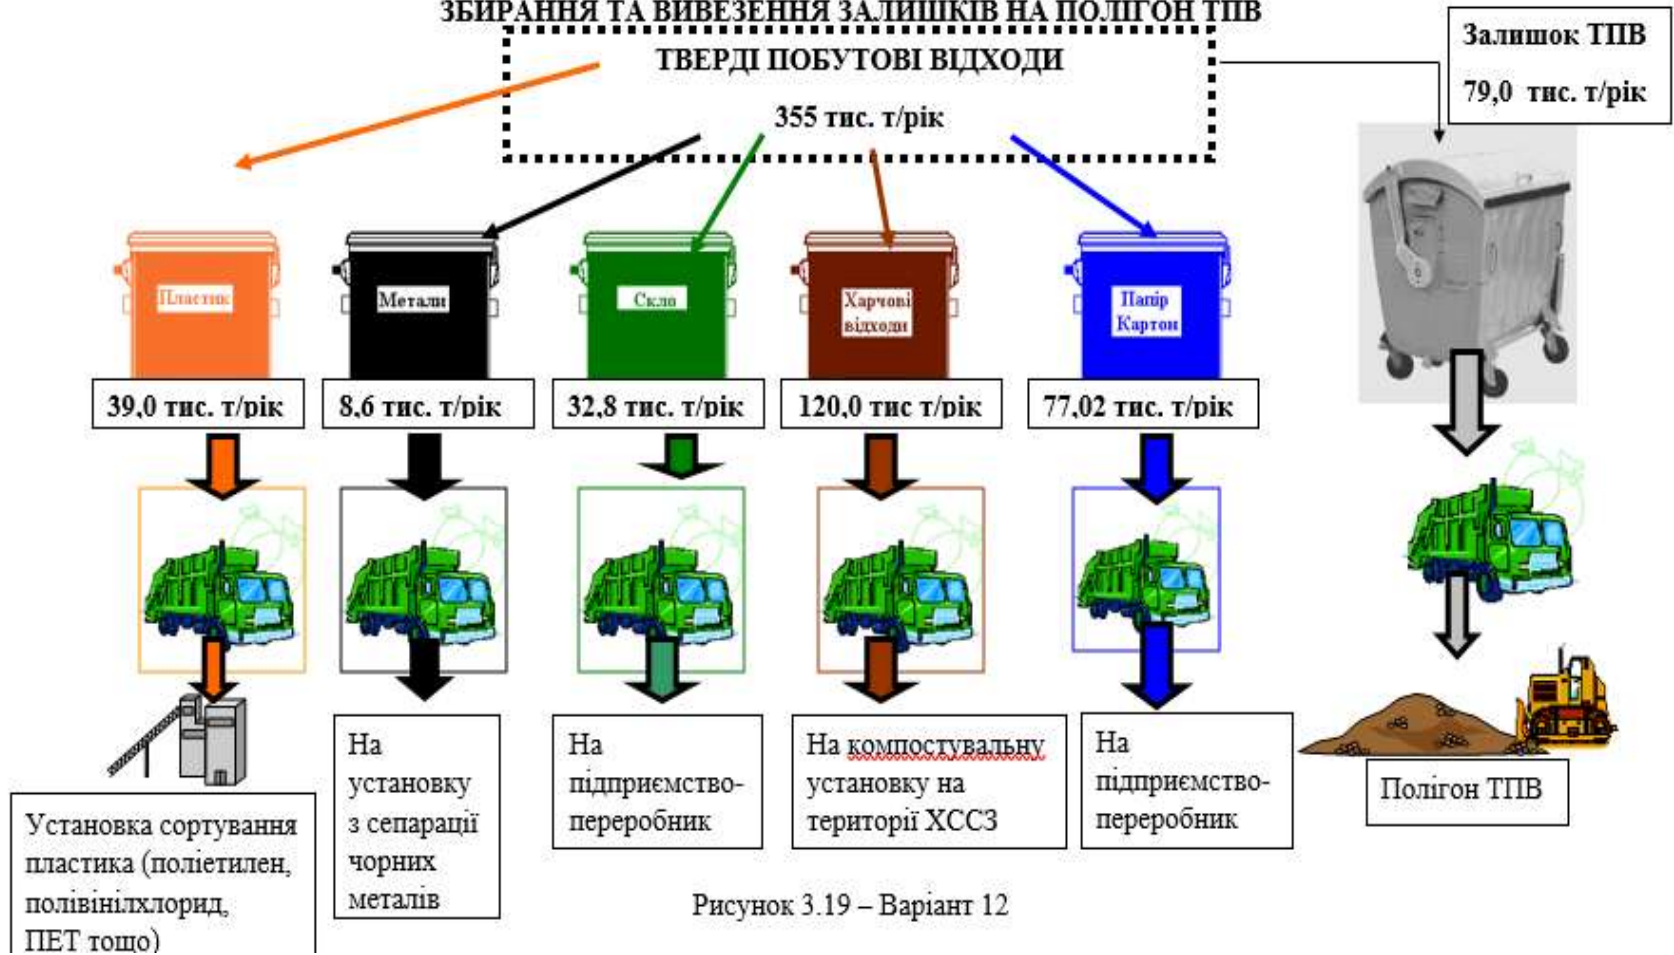 ЗБИРАННЯ ТА ВИВЕЗЕННЯ ЗАЛИШКІВ НА ПОЛІГОН ТПВ
ТВЕРДІ ПОБУТОВІ ВІДХОДИ
355 тис. т/рік
Залишок ТПВ
79,0 тис. т/рік
Пластик
Метали
Скло
Харчові
відходи
Папір
Картон
39,0 тис. т/рік
8,6 тис. т/рік
32,8 тис. т/рік
120,0 тис т/рік
77,02 тис. т/рік
Установка сортування
пластика (поліетилен,
полівінілхлорид,
ПЕТ тощо)
На
установку
з сепарації
чорних
металів
На
підприємство-
переробник
На компостувальну
установку на
території ХССЗ
На
підприємство-
переробник
Полігон ТПВ
Рисунок 3.19 – Варіант 12